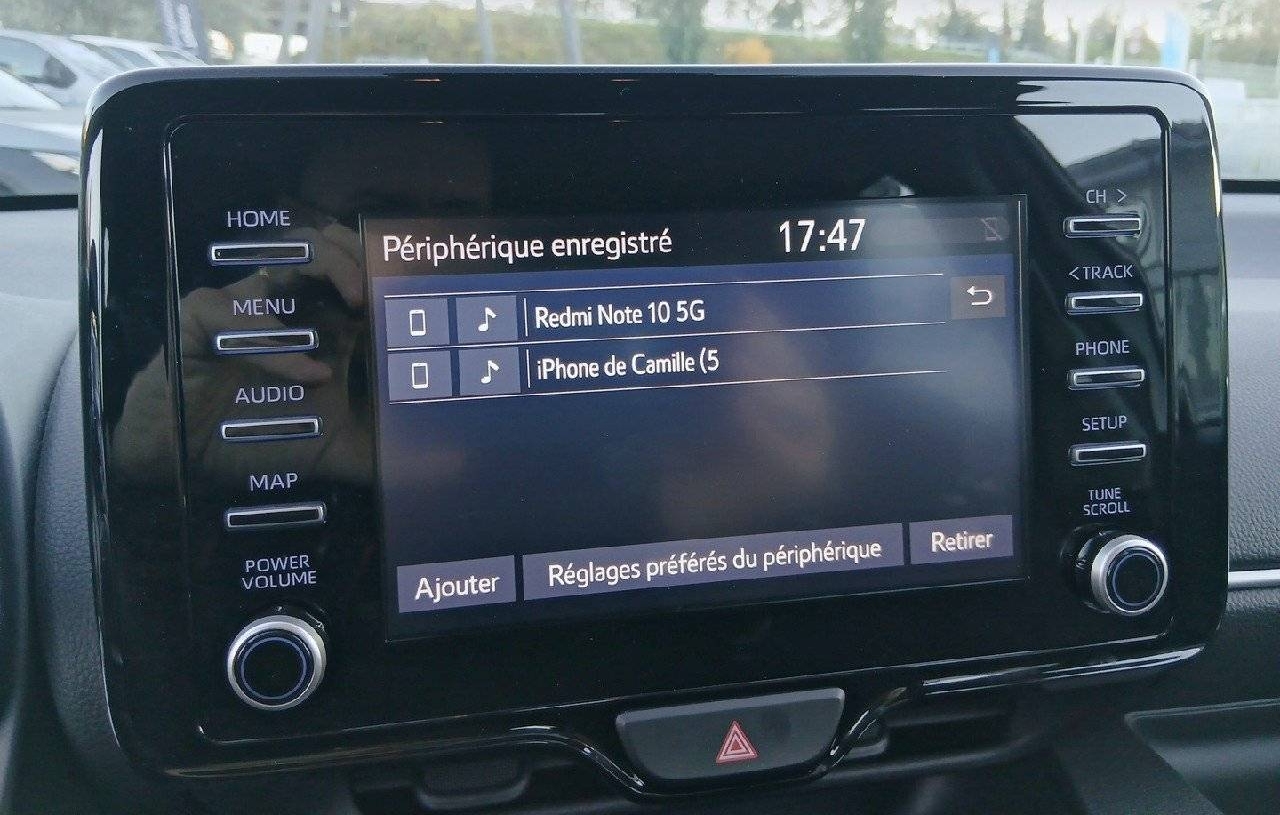 HOME
MENU
AUDIO
MAP
POWER
VOLUME
Périphérique enregistré 17:47
Redmi Note 10 5G
iPhone de Camille (5
Ajouter Réglages préférés du périphérique Retirer
CH >
< TRACK
PHONE
SETUP
TUNE
SCROLL